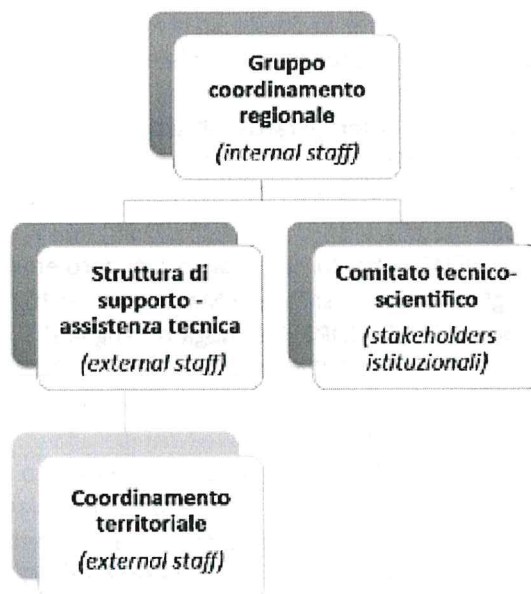 Gruppo
coordinamento
regionale
(internal staff)
Struttura di
supporto -
assistenza tecnica
(external staff)
Comitato tecnico-
scientifico
(stakeholders
istituzionali)
Coordinamento
territoriale
(external staff)